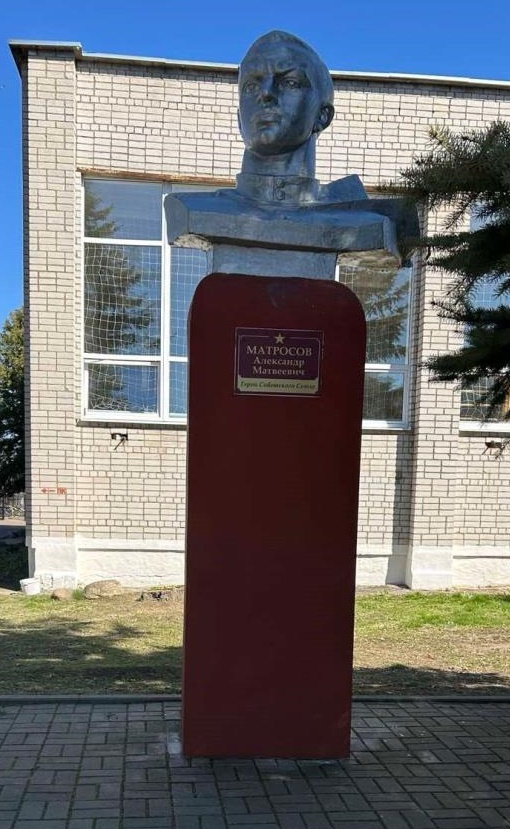 МАТРОСОВ
Александр
Матвеевич
Герой Советского Союза